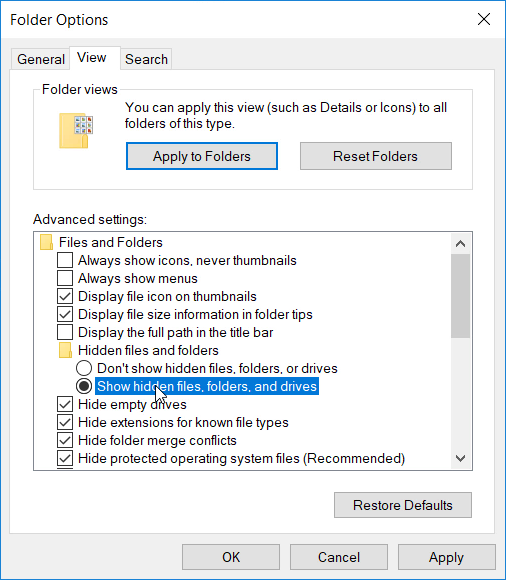 Folder Options
General
View
Search
Folder views
You can apply this view (such as Details or Icons) to all
folders of this type.
Apply to Folders
Reset Folders
Advanced settings:
Files and Folders
Always show icons, never thumbnails
Always show menus
Display file icon on thumbnails
Display file size information in folder tips
Display the full path in the title bar
Hidden files and folders
Don't show hidden files, folders, or drives
Show hidden files, folders, and drives
Hide empty drives
Hide extensions for known file types
Hide folder merge conflicts
Hide protected operating system files (Recommended)
Restore Defaults
OK
Cancel
Apply